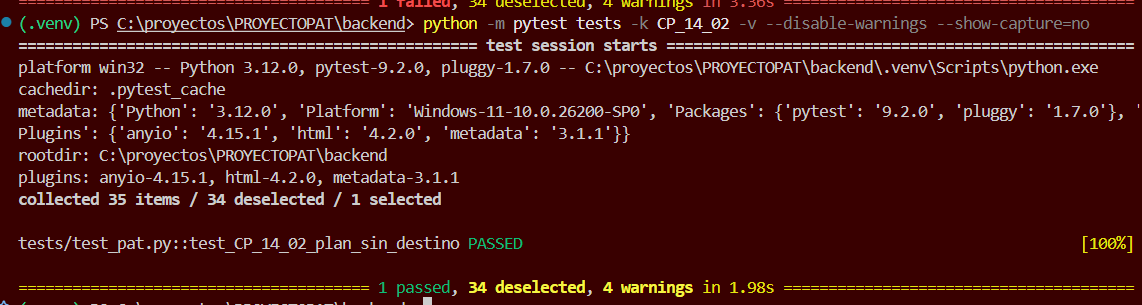 ============================================ 1 failed, 34 deselected, 4 warnings in 3.36s ============================================
(.venv) PS C:\proyectos\PROYECTOPAT\backend> python -m pytest tests -k CP_14_02 -v --disable-warnings --show-capture=no
================================================== test session starts ==================================================
platform win32 -- Python 3.12.0, pytest-9.2.0, pluggy-1.7.0 -- C:\proyectos\PROYECTOPAT\backend\.venv\Scripts\python.exe
cachedir: .pytest_cache
metadata: {'Python': '3.12.0', 'Platform': 'Windows-11-10.0.26200-SP0', 'Packages': {'pytest': '9.2.0', 'pluggy': '1.7.0'}, '
Plugins': {'anyio': '4.15.1', 'html': '4.2.0', 'metadata': '3.1.1'}}
rootdir: C:\proyectos\PROYECTOPAT\backend
plugins: anyio-4.15.1, html-4.2.0, metadata-3.1.1
collected 35 items / 34 deselected / 1 selected
tests/test_pat.py::test_CP_14_02_plan_sin_destino PASSED [100%]
====================================== 1 passed, 34 deselected, 4 warnings in 1.98s ======================================